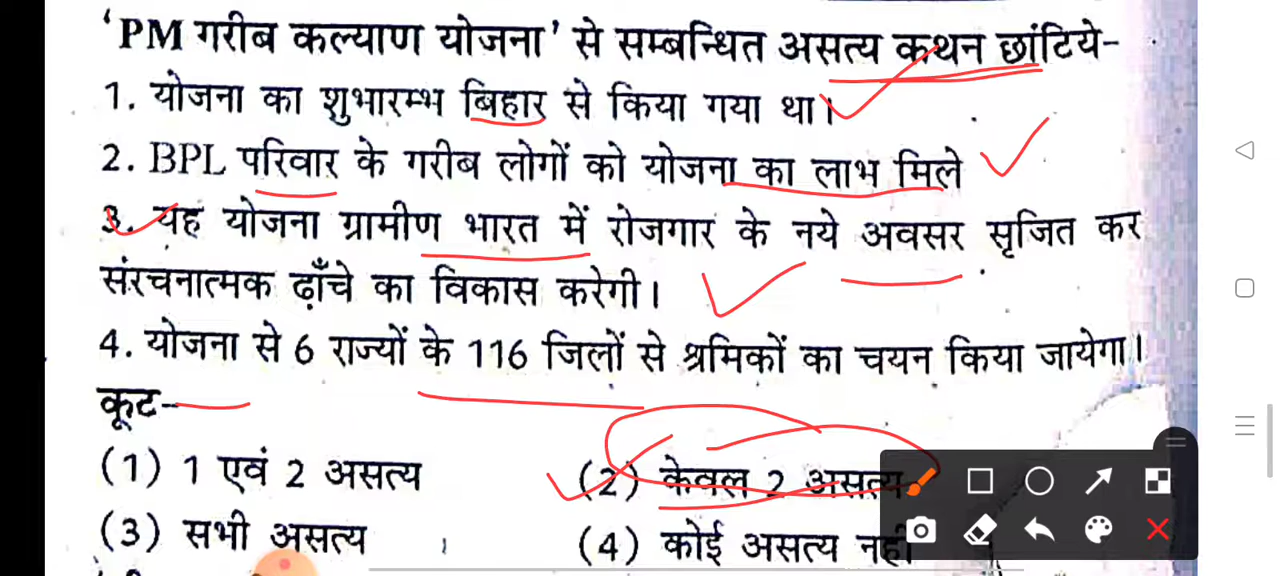 'PM गरीब कल्याण योजना' से सम्बन्धित असत्य कथन छांटिये-
1. योजना का शुभारम्भ बिहार से किया गया था।
2. BPL परिवार के गरीब लोगों को योजना का लाभ मिले
3. यह योजना ग्रामीण भारत में रोजगार के नये अवसर सृजित कर
संरचनात्मक ढ़ाँचे का विकास करेगी।
4. योजना से 6 राज्यों के 116 जिलों से श्रमिकों का चयन किया जायेगा।
कूट-
(1) 1 एवं 2 असत्य (2) केवल 2 असत्य
(3) सभी असत्य (4) कोई असत्य नहीं